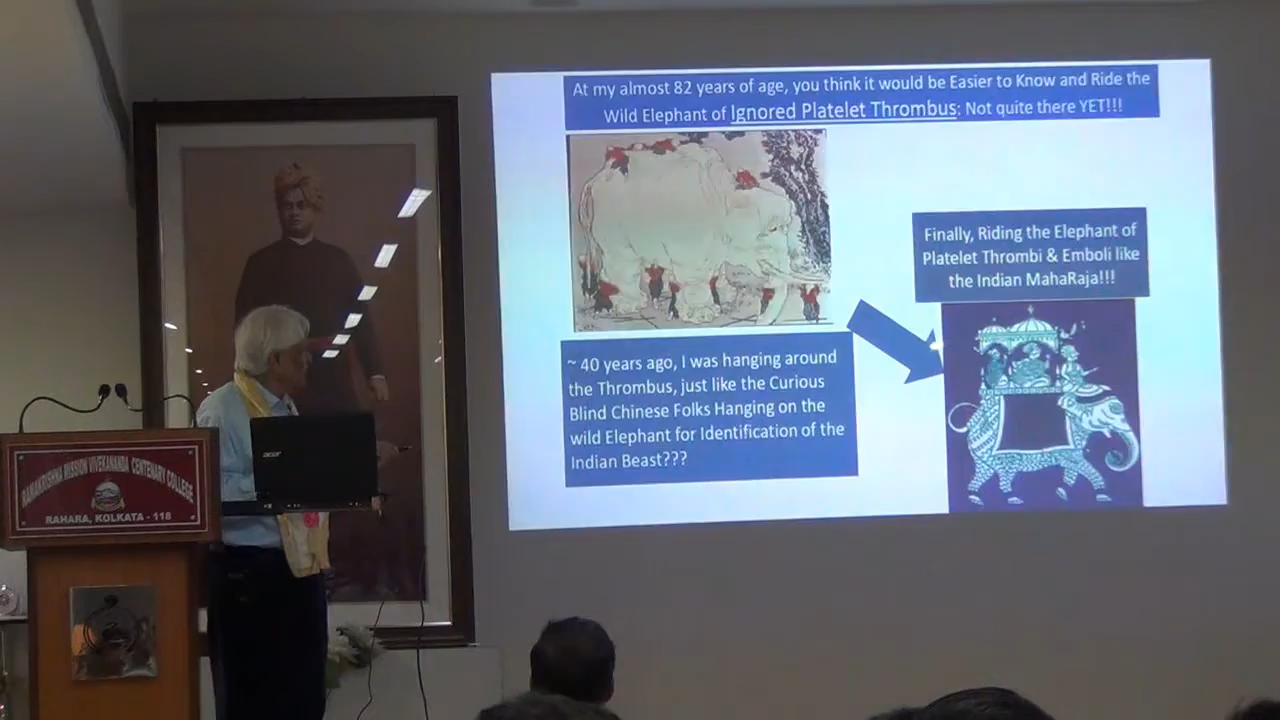 At my almost 82 years of age, you think it would be Easier to Know and Ride the
Wild Elephant of Ignored Platelet Thrombus: Not quite there YET!!!
Finally, Riding the Elephant of
Platelet Thrombi & Emboli like
the Indian MahaRaja!!!
~ 40 years ago, I was hanging around
the Thrombus, just like the Curious
Blind Chinese Folks Hanging on the
wild Elephant for Identification of the
Indian Beast???
acer
RAMAKRISHNA MISSION VIVEKANANDA CENTENARY COLLEGE
RAHARA, KOLKATA - 118